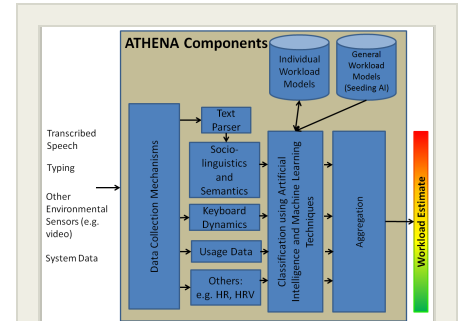 ATHENA Components
Individual
Workload
Models
General
Workload
Models
(Seeding AI)
Transcribed
Speech
Typing
Other
Environmental
Sensors (e.g.
video)
System Data
Data Collection Mechanisms
Text
Parser
Socio-
linguistics
and
Semantics
Keyboard
Dynamics
Usage Data
Others:
e.g. HR, HRV
Classification using Artificial
Intelligence and Machine Learning
Techniques
Aggregation
Workload Estimate